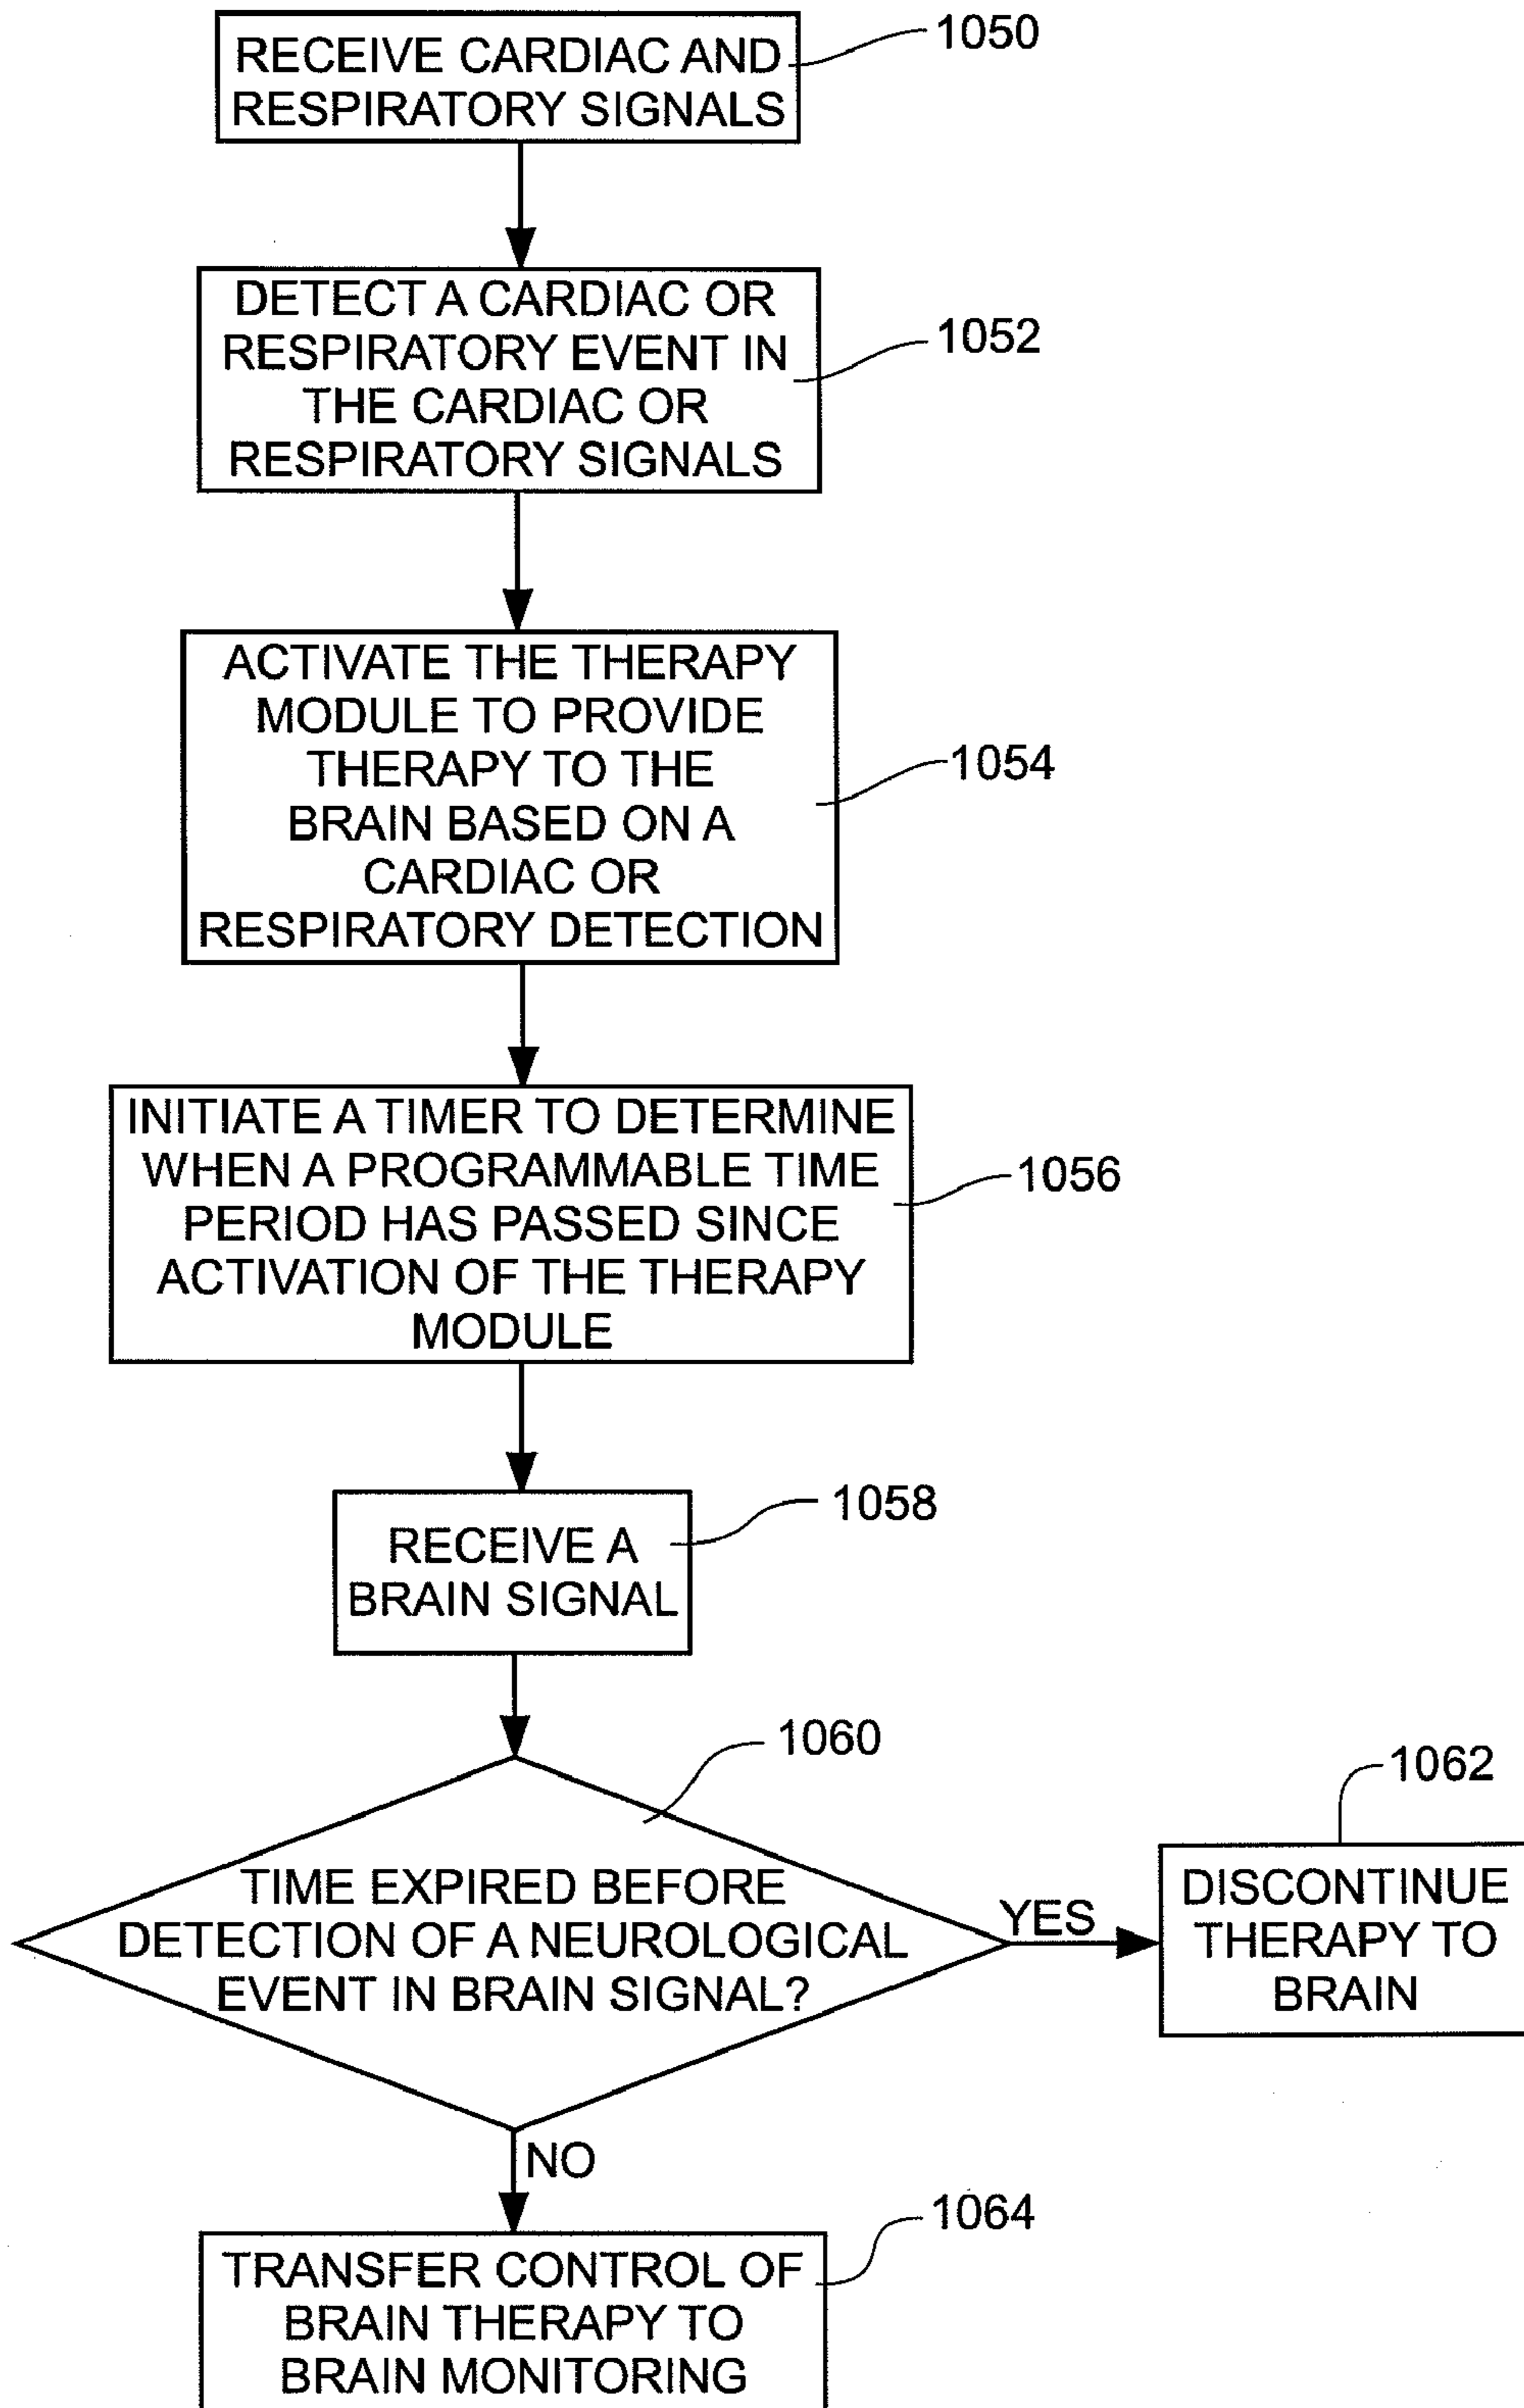 RECEIVE CARDIAC AND
RESPIRATORY SIGNALS
1050
DETECT A CARDIAC OR
RESPIRATORY EVENT IN
THE CARDIAC OR
RESPIRATORY SIGNALS
1052
ACTIVATE THE THERAPY
MODULE TO PROVIDE
THERAPY TO THE
BRAIN BASED ON A
CARDIAC OR
RESPIRATORY DETECTION
1054
INITIATE A TIMER TO DETERMINE
WHEN A PROGRAMMABLE TIME
PERIOD HAS PASSED SINCE
ACTIVATION OF THE THERAPY
MODULE
1056
RECEIVE A
BRAIN SIGNAL
1058
TIME EXPIRED BEFORE
DETECTION OF A NEUROLOGICAL
EVENT IN BRAIN SIGNAL?
1060
YES
DISCONTINUE
THERAPY TO
BRAIN
1062
NO
TRANSFER CONTROL OF
BRAIN THERAPY TO
BRAIN MONITORING
1064